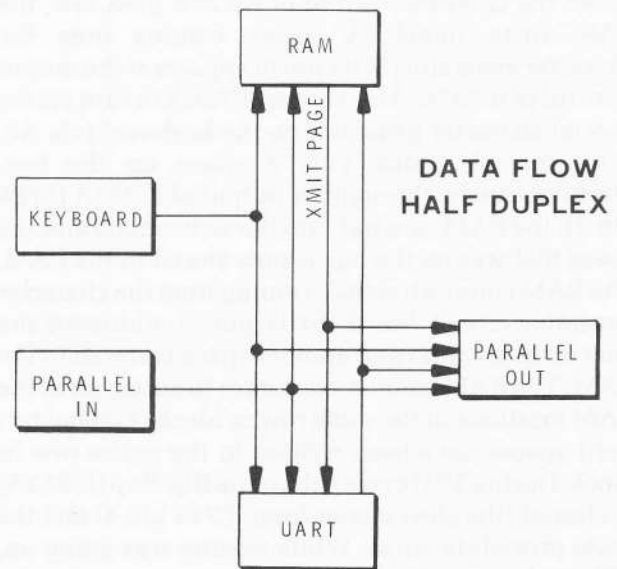 RAM
XMIT PAGE
DATA FLOW
HALF DUPLEX
KEYBOARD
PARALLEL
IN
PARALLEL
OUT
UART